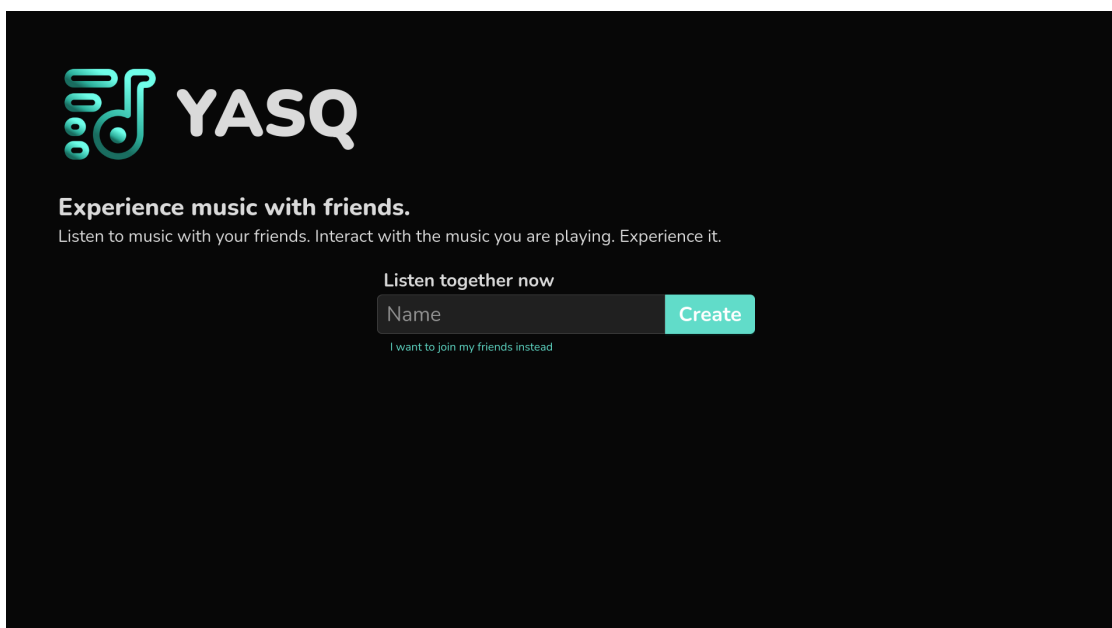 YASQ
Experience music with friends.
Listen to music with your friends. Interact with the music you are playing. Experience it.
Listen together now
Name
Create
I want to join my friends instead